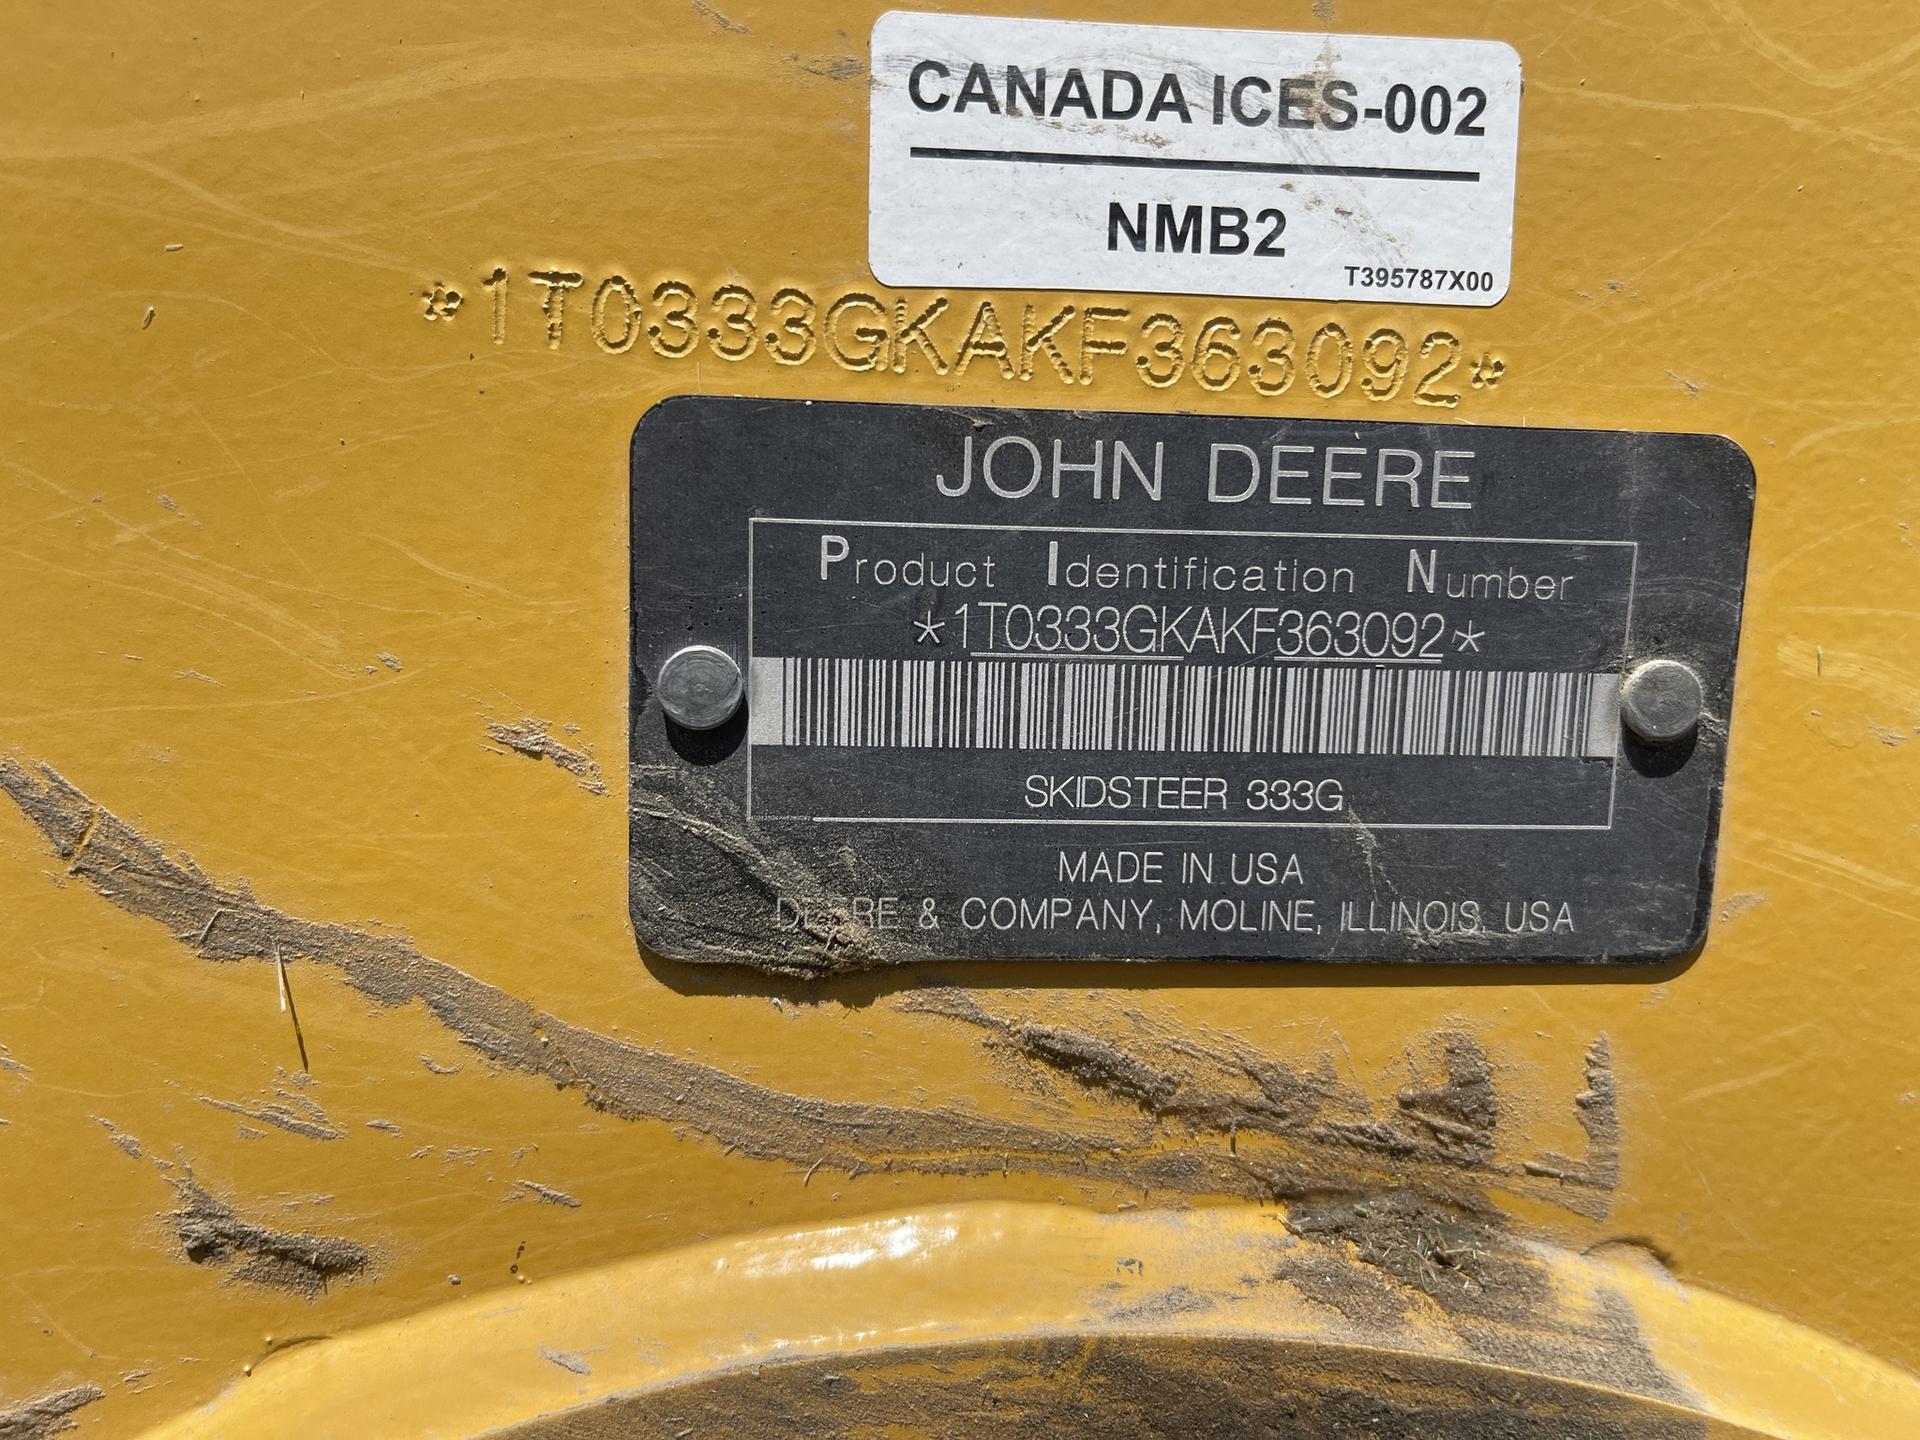 CANADA ICES-002
NMB2
T395787X00
*1T0333GKAKF363092*
JOHN DEERE
Product Identification Number
*1T0333GKAKF363092*
SKIDSTEER 333G
MADE IN USA
DEERE & COMPANY, MOLINE, ILLINOIS, USA